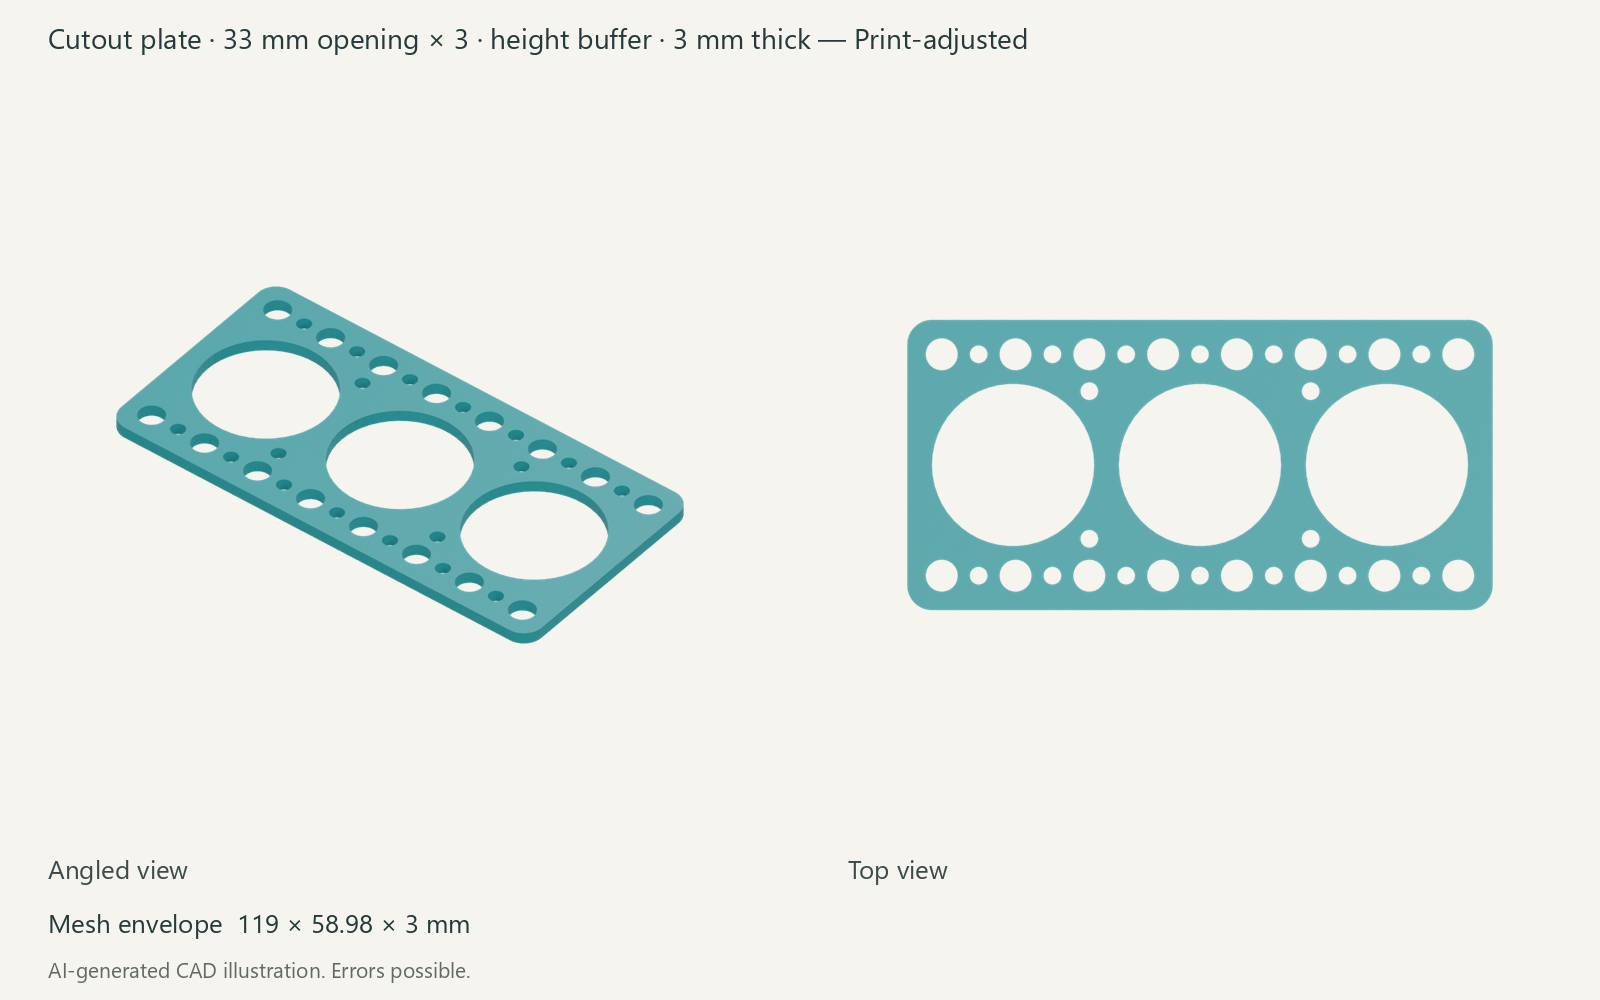 Cutout plate · 33 mm opening × 3 · height buffer · 3 mm thick — Print-adjusted
Angled view
Top view
Mesh envelope 119 × 58.98 × 3 mm
AI-generated CAD illustration. Errors possible.